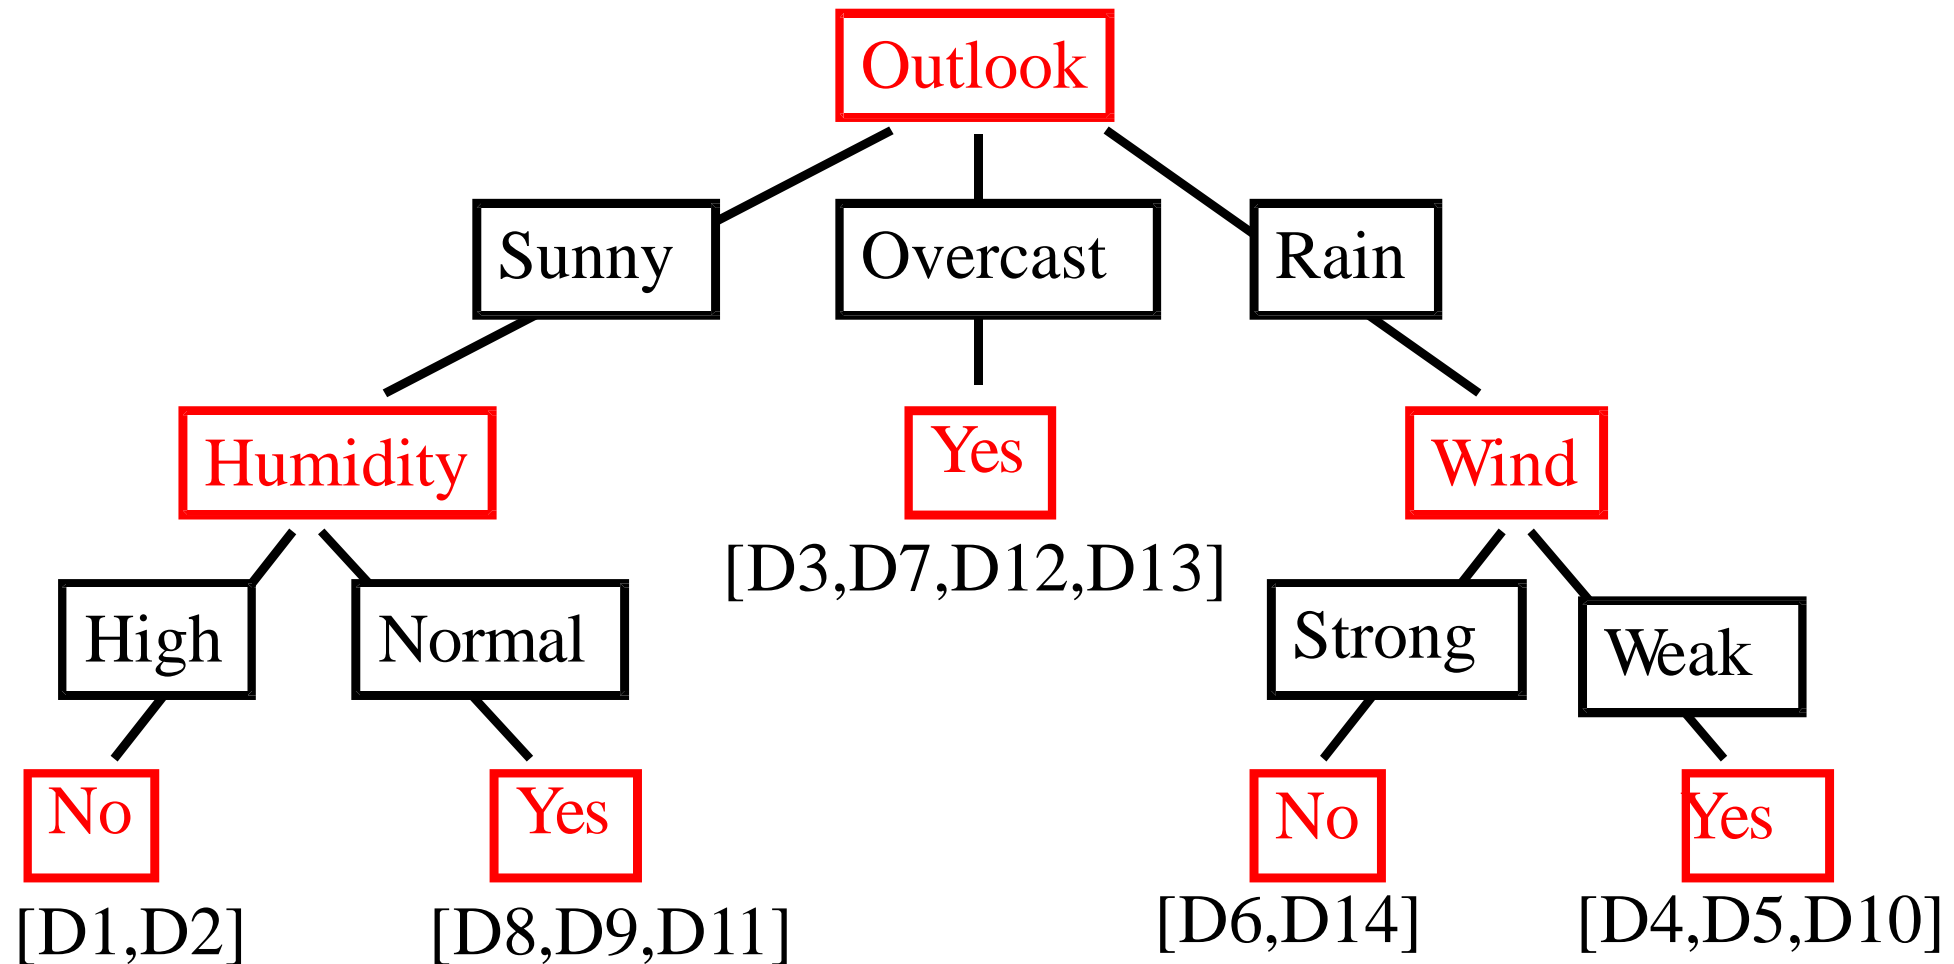 Outlook
Sunny Overcast Rain
Humidity Yes Wind
[D3,D7,D12,D13]
High Normal Strong Weak
No Yes No Yes
[D1,D2] [D8,D9,D11] [D6,D14] [D4,D5,D10]